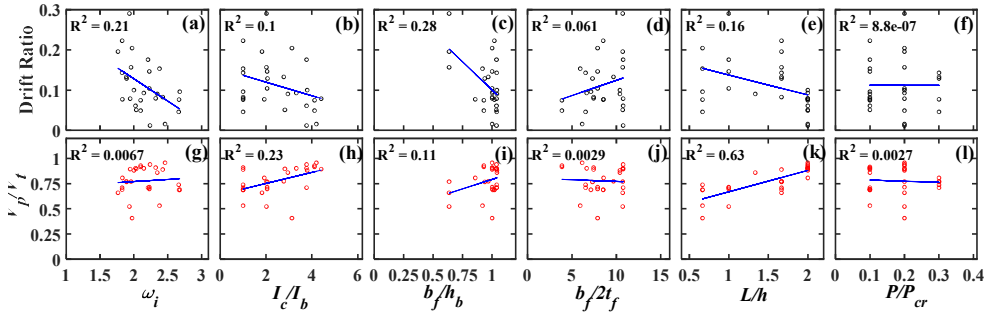 R² = 0.21 (a)
R² = 0.1 (b)
R² = 0.28 (c)
R² = 0.061 (d)
R² = 0.16 (e)
R² = 8.8e-07 (f)
0.3
0.2
0.1
0
Drift Ratio
R² = 0.0067 (g)
R² = 0.23 (h)
R² = 0.11 (i)
R² = 0.0029 (j)
R² = 0.63 (k)
R² = 0.0027 (l)
1
0.75
0.5
0.25
0
V_p/V_t
1 1.5 2 2.5 3
0 2 4 6
0 0.25 0.5 0.75 1
0 5 10 15
0.5 1 1.5 2
0 0.1 0.2 0.3 0.4
ω_i
I_c/I_b
b_f/h_b
b_f/2t_f
L/h
P/P_cr